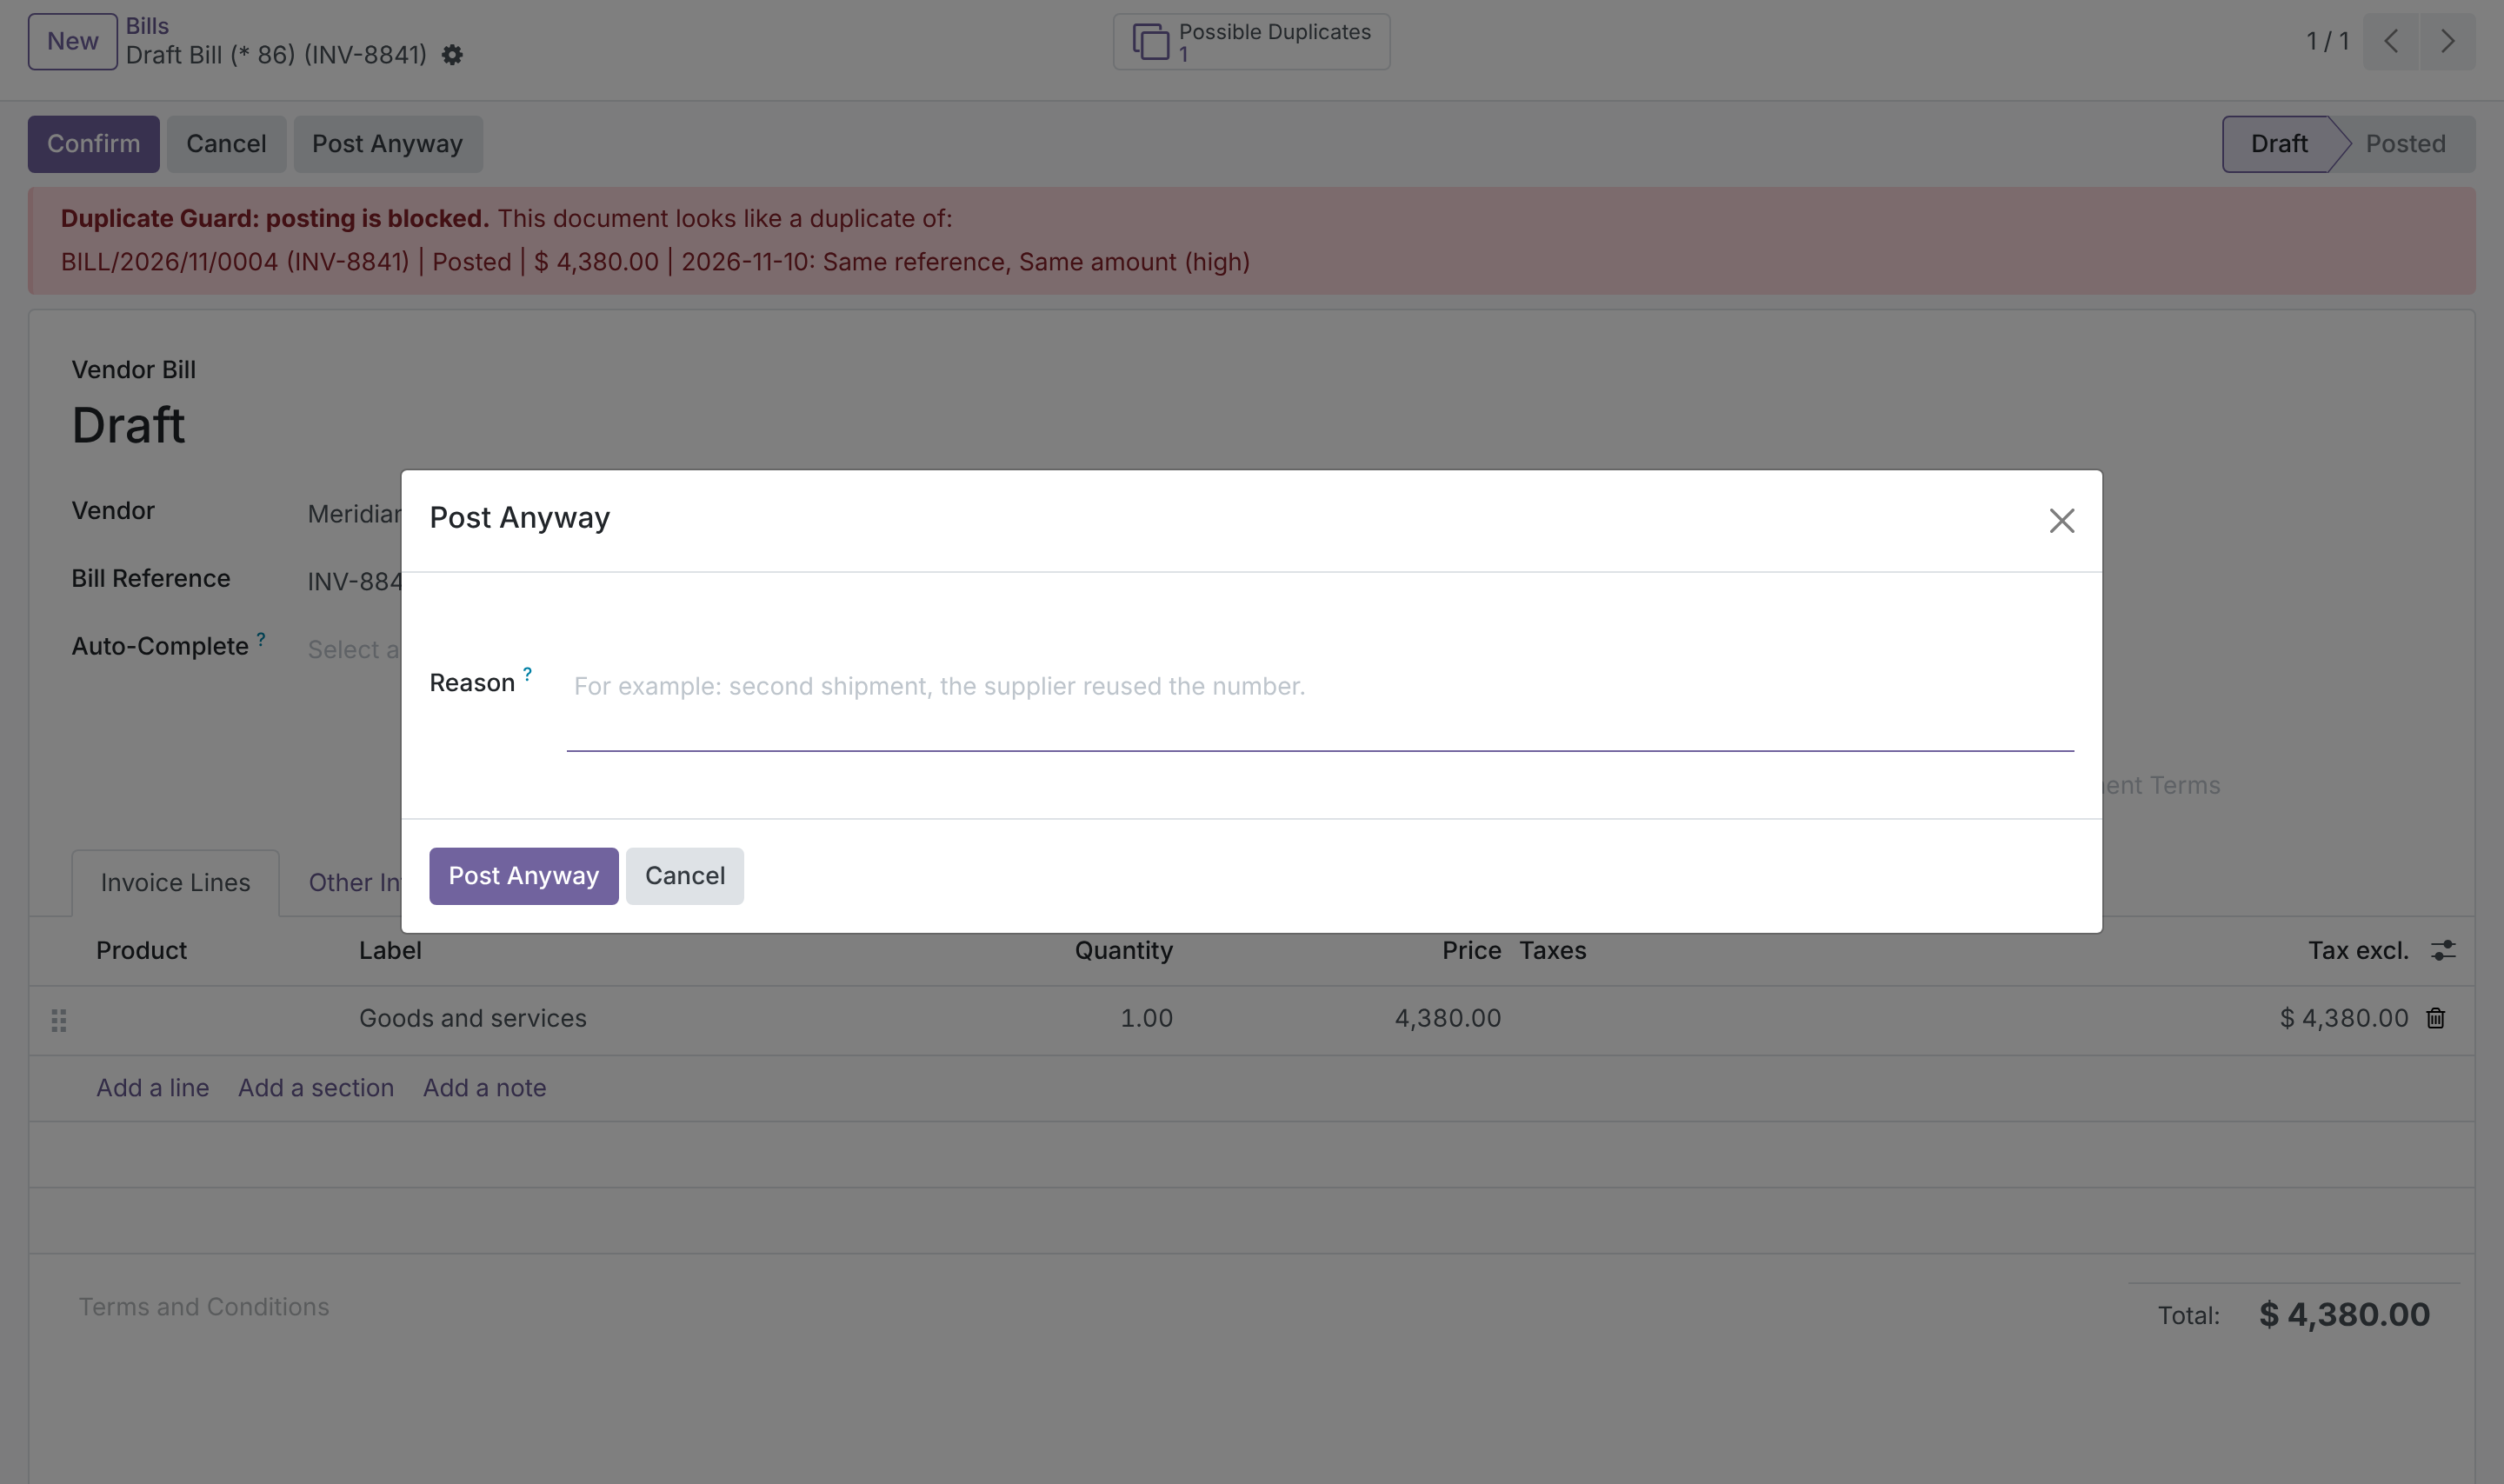 New
Bills
Draft Bill (* 86) (INV-8841)
Possible Duplicates
1
1 / 1
Confirm
Cancel
Post Anyway
Draft
Posted
Duplicate Guard: posting is blocked. This document looks like a duplicate of:
BILL/2026/11/0004 (INV-8841) | Posted | $ 4,380.00 | 2026-11-10: Same reference, Same amount (high)
Vendor Bill
Draft
Vendor
Bill Reference
INV-884
Auto-Complete ?
Select a
Post Anyway
Reason ?
For example: second shipment, the supplier reused the number.
Post Anyway
Cancel
Terms
Invoice Lines
Other
Product
Label
Quantity
Price
Taxes
Tax excl.
Goods and services
1.00
4,380.00
$ 4,380.00
Add a line
Add a section
Add a note
Terms and Conditions
Total:
$ 4,380.00